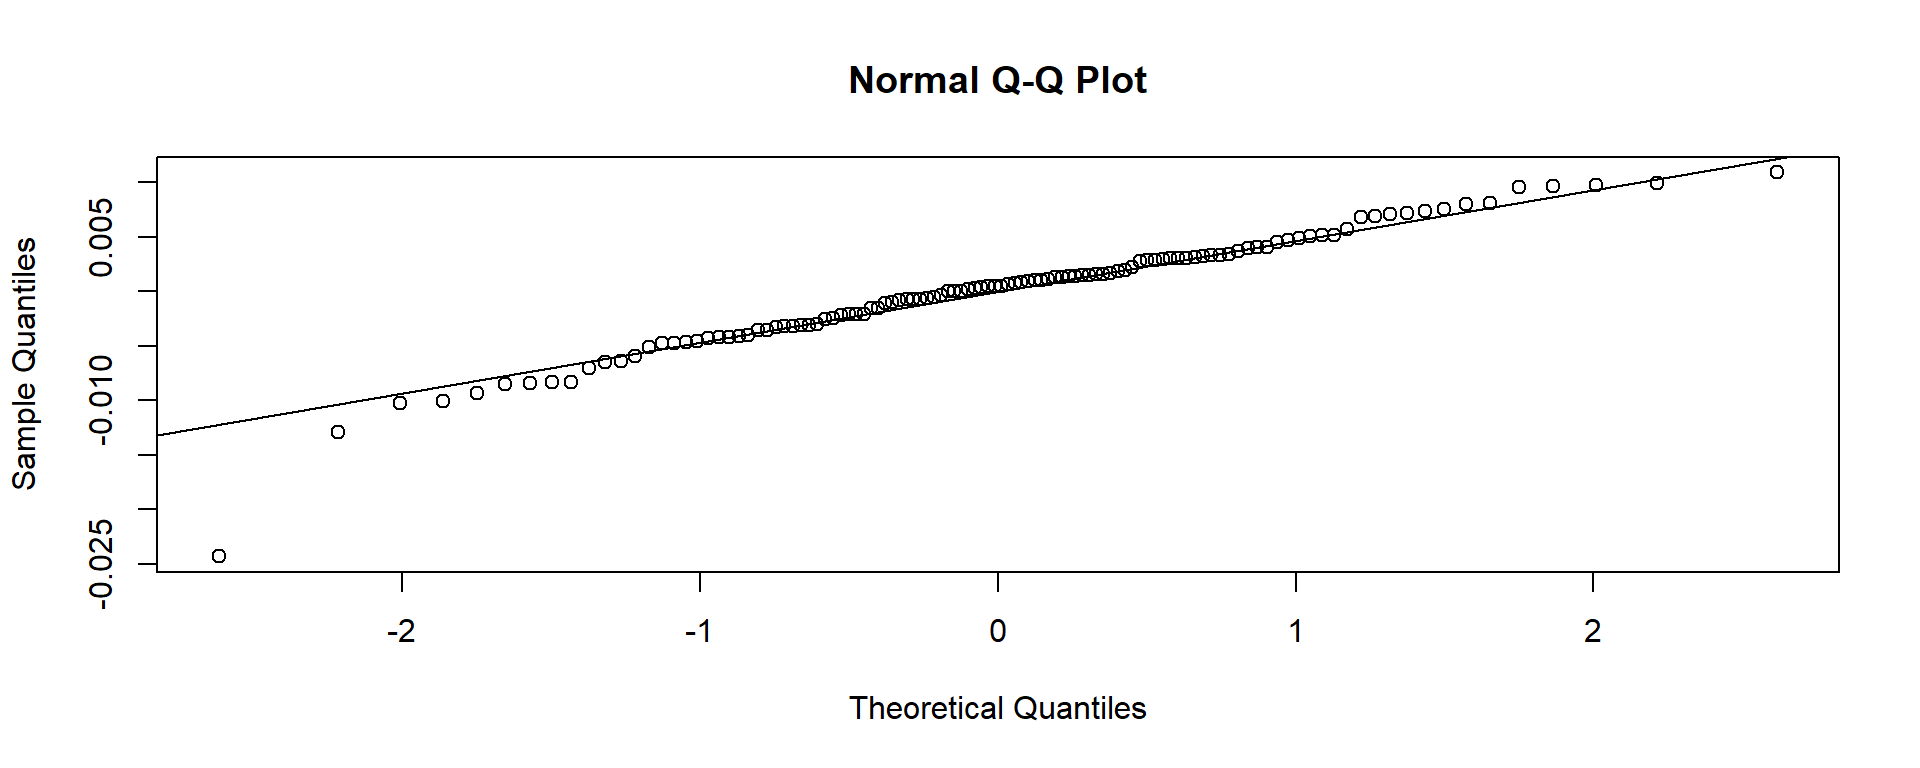 Normal Q-Q Plot
Sample Quantiles
0.005
-0.010
-0.025
-2
-1
0
1
2
Theoretical Quantiles